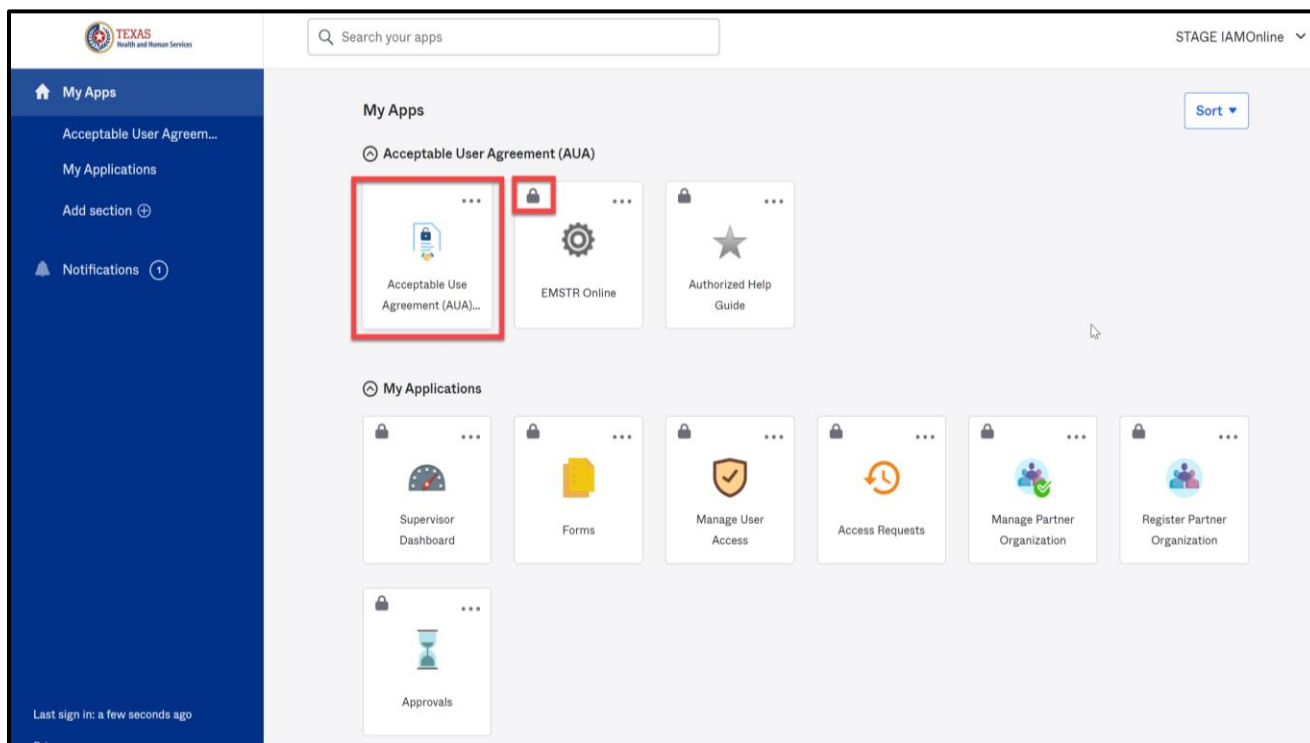 TEXAS
Health and Human Services
Search your apps
STAGE IAMOnline
My Apps
Acceptable User Agreem...
My Applications
Add section
Notifications 1
Last sign in: a few seconds ago
My Apps
Sort
Acceptable User Agreement (AUA)
Acceptable Use
Agreement (AUA)...
EMSTR Online
Authorized Help
Guide
My Applications
Supervisor
Dashboard
Forms
Manage User
Access
Access Requests
Manage Partner
Organization
Register Partner
Organization
Approvals